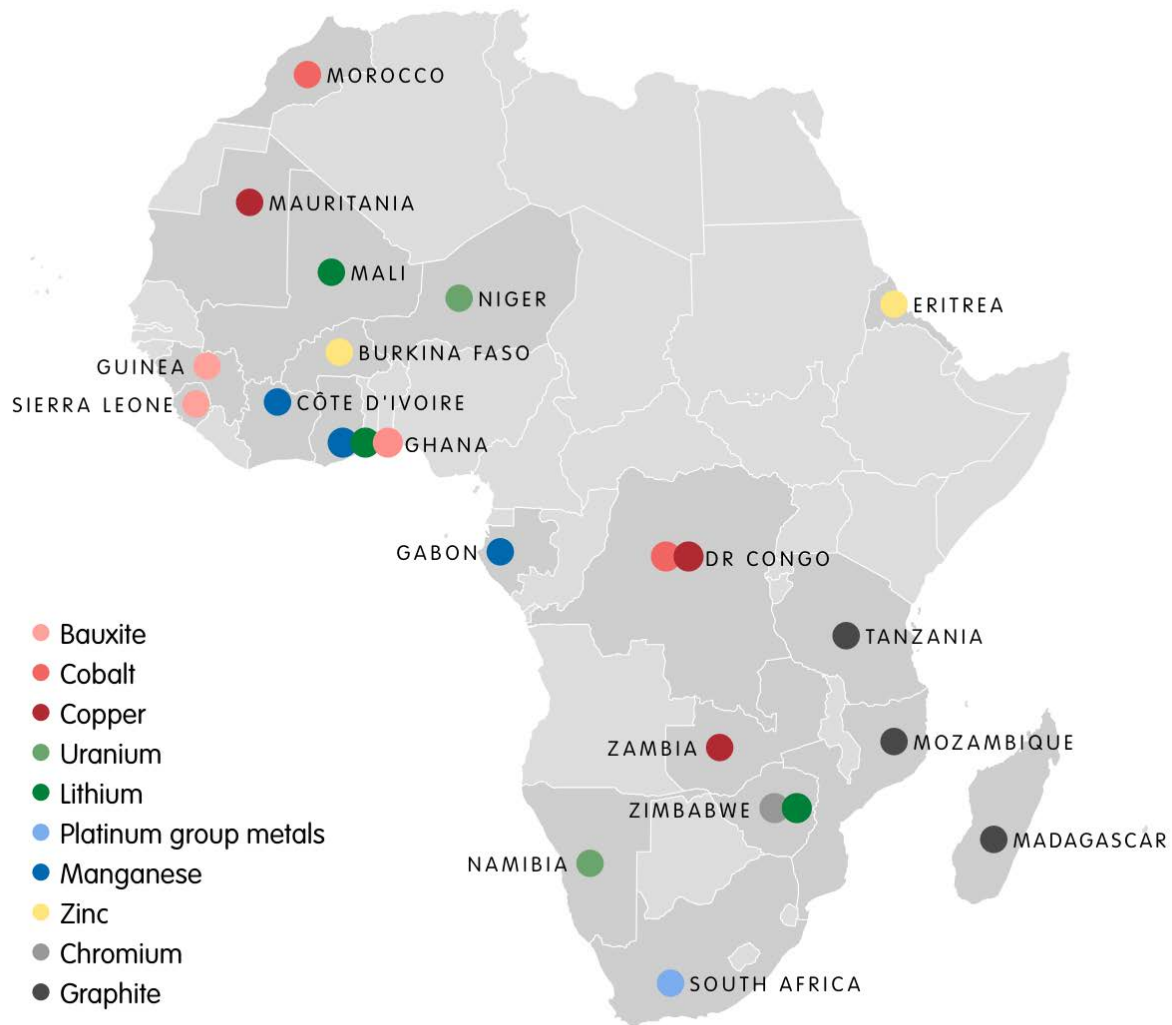 MOROCCO
MAURITANIA
MALI
NIGER
ERITREA
BURKINA FASO
GUINEA
SIERRA LEONE
CÔTE D'IVOIRE
GHANA
GABON
DR CONGO
TANZANIA
ZAMBIA
MOZAMBIQUE
ZIMBABWE
MADAGASCAR
NAMIBIA
SOUTH AFRICA
Bauxite
Cobalt
Copper
Uranium
Lithium
Platinum group metals
Manganese
Zinc
Chromium
Graphite